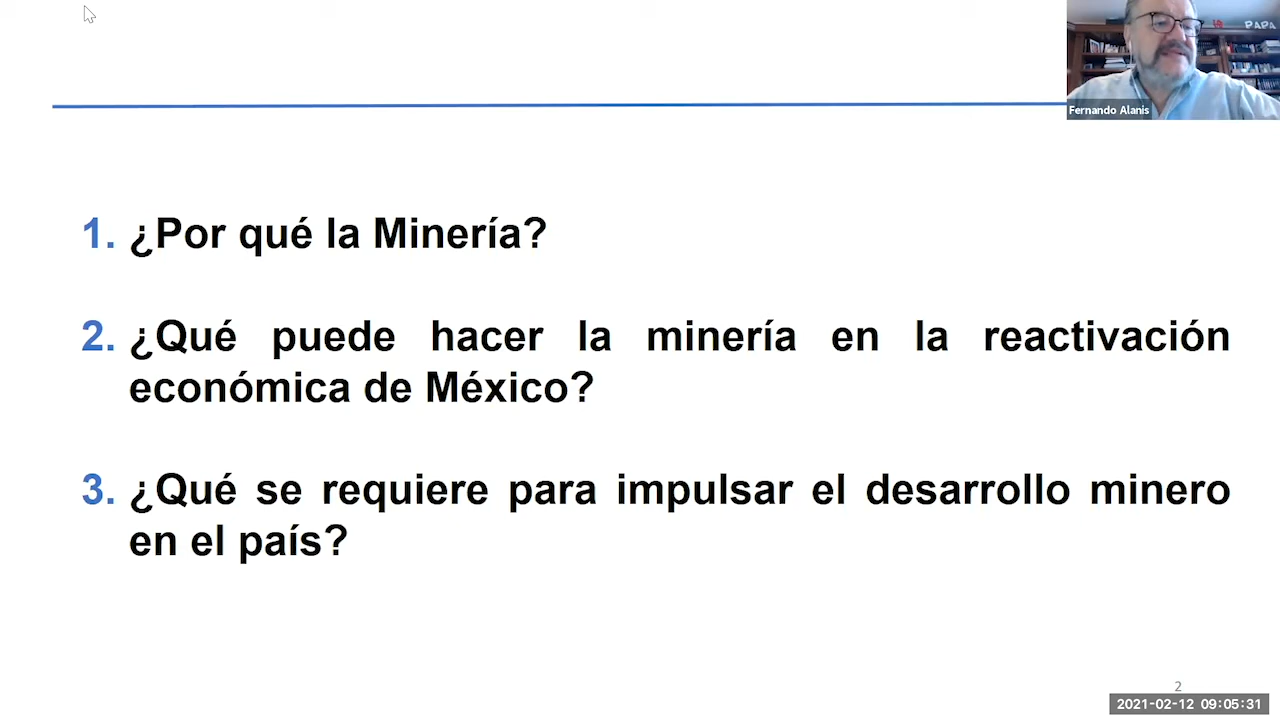 PAPA
Fernando Alanis
1. ¿Por qué la Minería?
2. ¿Qué puede hacer la minería en la reactivación
económica de México?
3. ¿Qué se requiere para impulsar el desarrollo minero
en el país?
2
2021-02-12 09:05:31